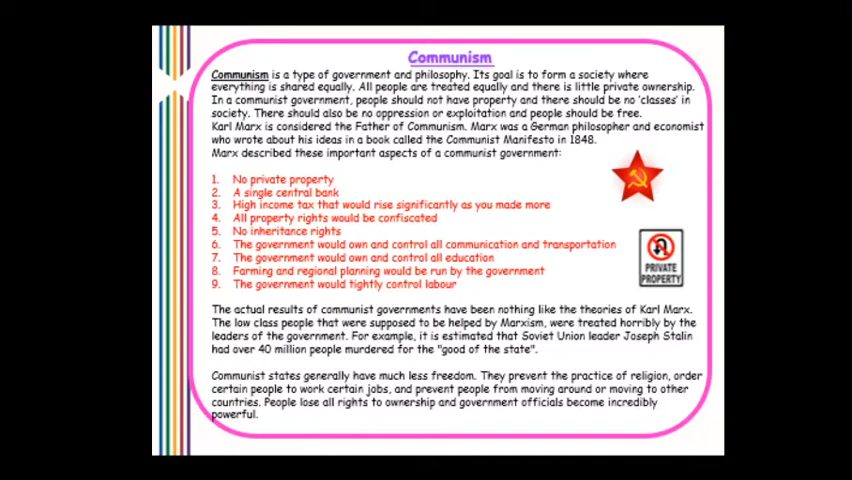 Communism
Communism is a type of government and philosophy. Its goal is to form a society where
everything is shared equally. All people are treated equally and there is little private ownership.
In a communist government, people should not have property and there should be no 'classes' in
society. There should also be no oppression or exploitation and people should be free.
Karl Marx is considered the Father of Communism. Marx was a German philosopher and economist
who wrote about his ideas in a book called the Communist Manifesto in 1848.
Marx described these important aspects of a communist government:
1. No private property
2. A single central bank
3. High income tax that would rise significantly as you made more
4. All property rights would be confiscated
5. No inheritance rights
6. The government would own and control all communication and transportation
7. The government would own and control all education
8. Farming and regional planning would be run by the government
9. The government would tightly control labour
PRIVATE
PROPERTY
The actual results of communist governments have been nothing like the theories of Karl Marx.
The low class people that were supposed to be helped by Marxism, were treated horribly by the
leaders of the government. For example, it is estimated that Soviet Union leader Joseph Stalin
had over 40 million people murdered for the "good of the state".
Communist states generally have much less freedom. They prevent the practice of religion, order
certain people to work certain jobs, and prevent people from moving around or moving to other
countries. People lose all rights to ownership and government officials become incredibly
powerful.